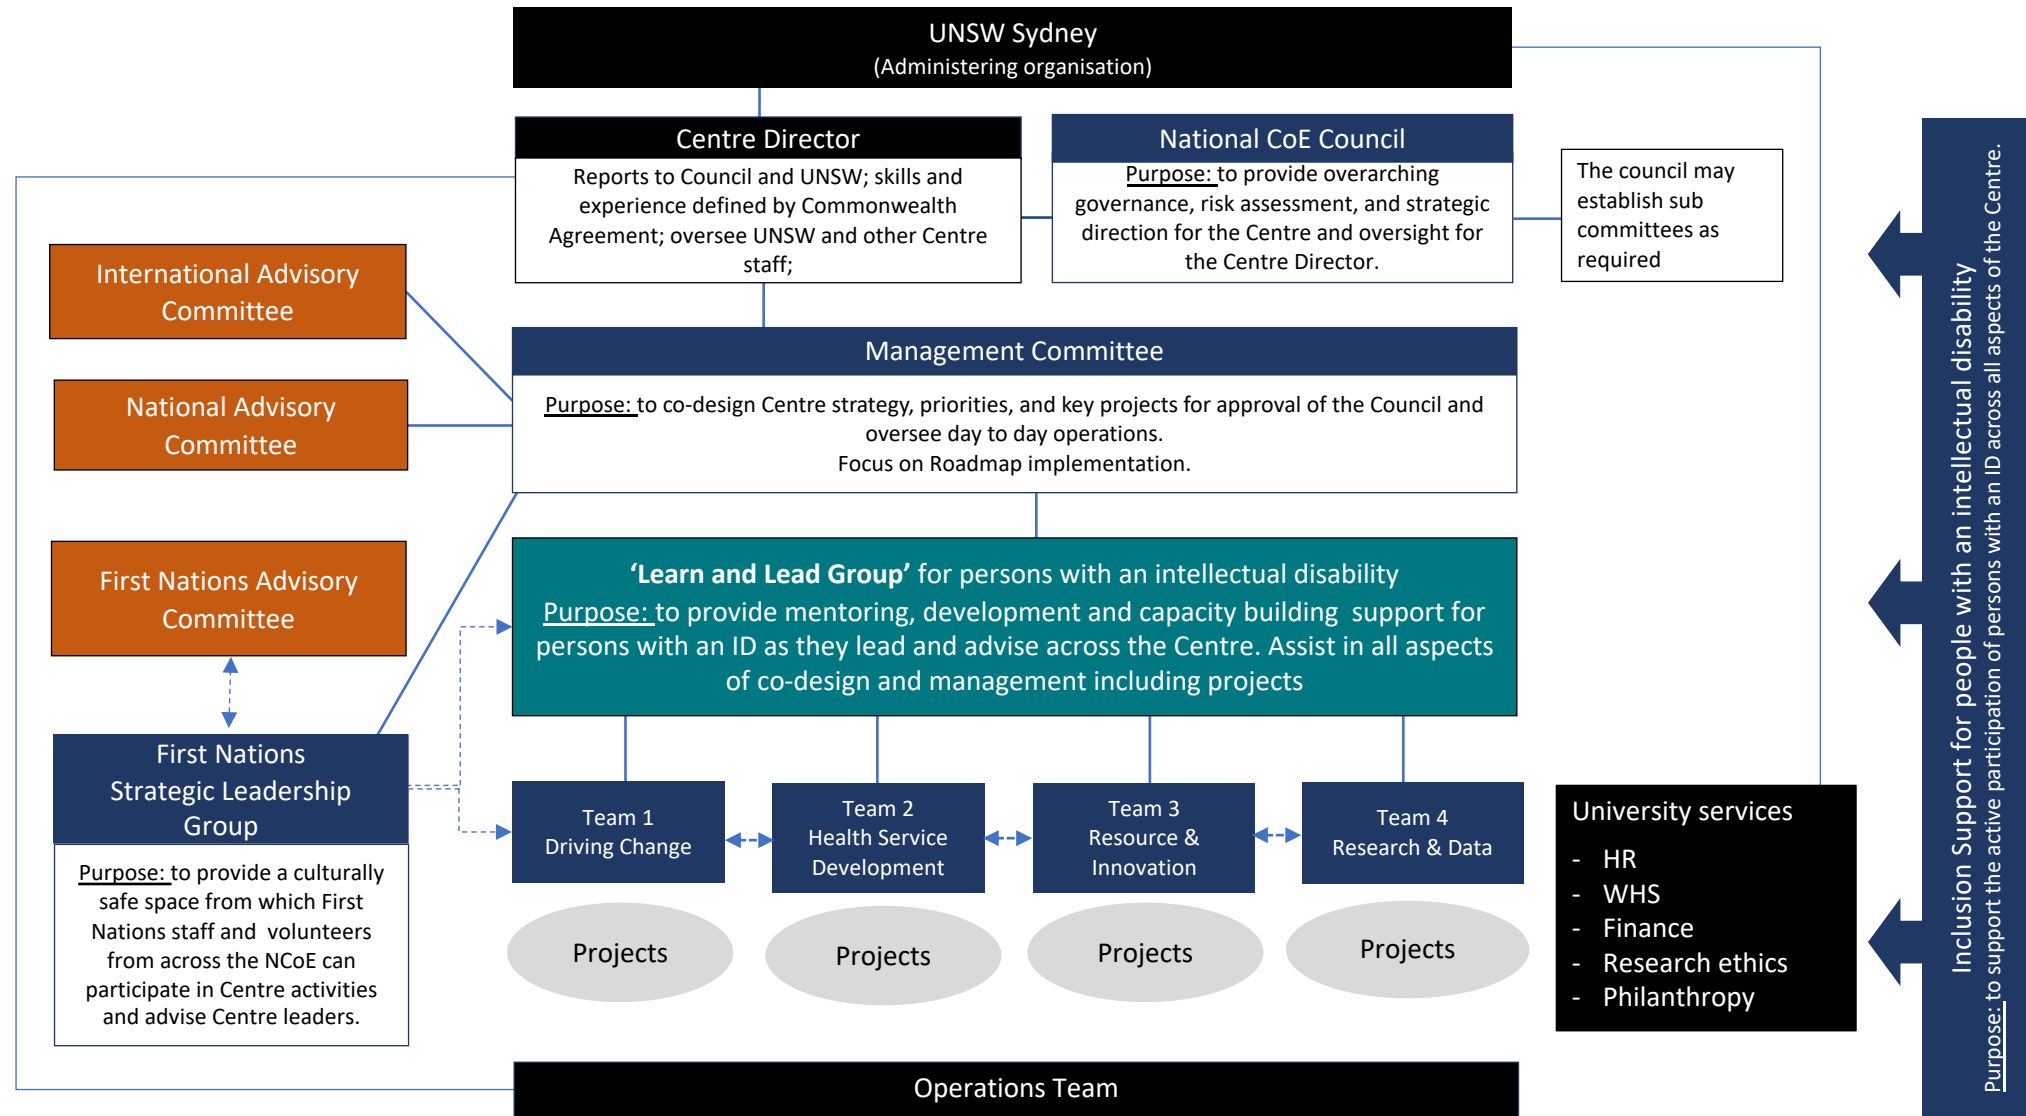 UNSW Sydney
(Administering organisation)
Centre Director
Reports to Council and UNSW; skills and
experience defined by Commonwealth
Agreement; oversee UNSW and other Centre
staff;
National CoE Council
Purpose: to provide overarching
governance, risk assessment, and strategic
direction for the Centre and oversight for
the Centre Director.
The council may
establish sub
committees as
required
International Advisory
Committee
National Advisory
Committee
Management Committee
Purpose: to co-design Centre strategy, priorities, and key projects for approval of the Council and
oversee day to day operations.
Focus on Roadmap implementation.
First Nations Advisory
Committee
‘Learn and Lead Group’ for persons with an intellectual disability
Purpose: to provide mentoring, development and capacity building support for
persons with an ID as they lead and advise across the Centre. Assist in all aspects
of co-design and management including projects
First Nations
Strategic Leadership
Group
Purpose: to provide a culturally
safe space from which First
Nations staff and volunteers
from across the NCoE can
participate in Centre activities
and advise Centre leaders.
Team 1
Driving Change
Team 2
Health Service
Development
Team 3
Resource &
Innovation
Team 4
Research & Data
Projects
Projects
Projects
Projects
University services
- HR
- WHS
- Finance
- Research ethics
- Philanthropy
Operations Team
Inclusion Support for people with an intellectual disability
Purpose: to support the active participation of persons with an ID across all aspects of the Centre.